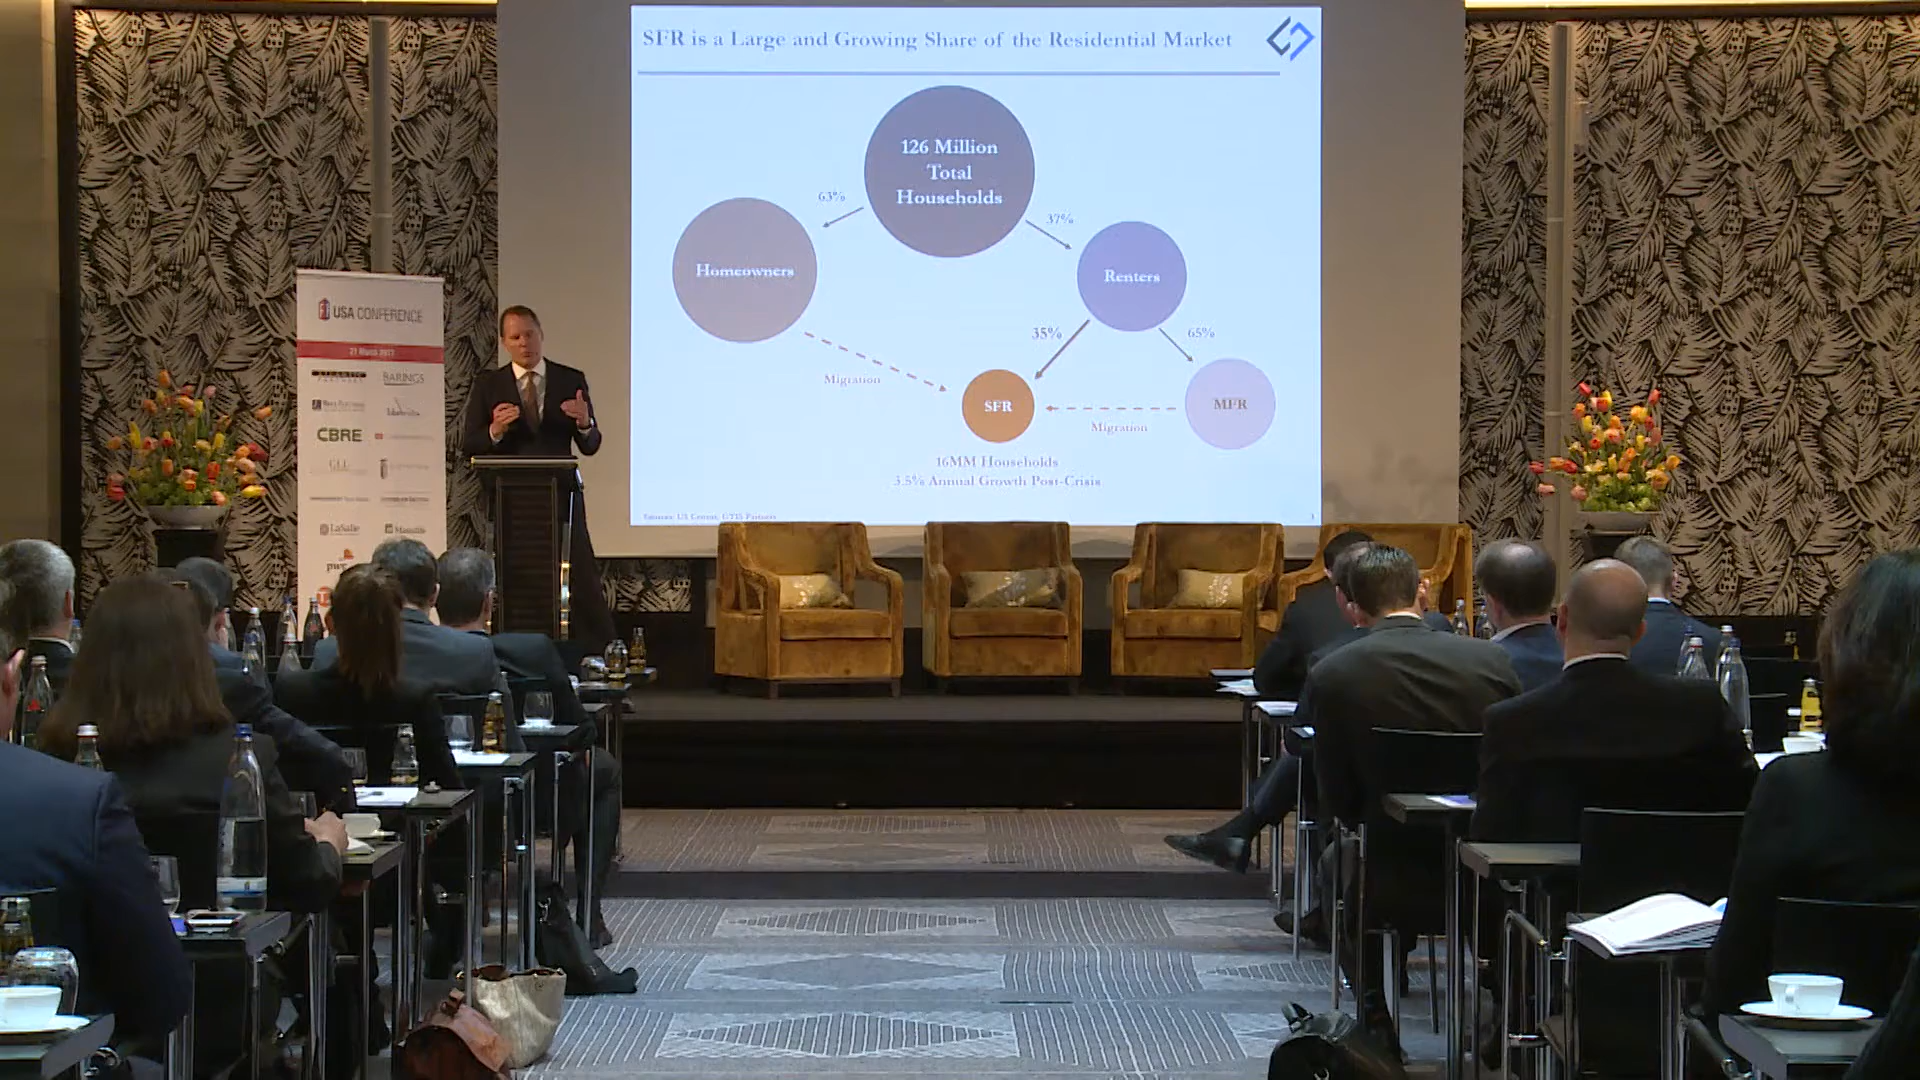 SFR is a Large and Growing Share of the Residential Market
126 Million
Total
Households
63%
37%
Homeowners
Renters
35%
65%
Migration
SFR
MFR
Migration
16MM Households
3.5% Annual Growth Post-Crisis
USA CONFERENCE
BARINGS
CBRE
LaSalle
Manulife
pwc